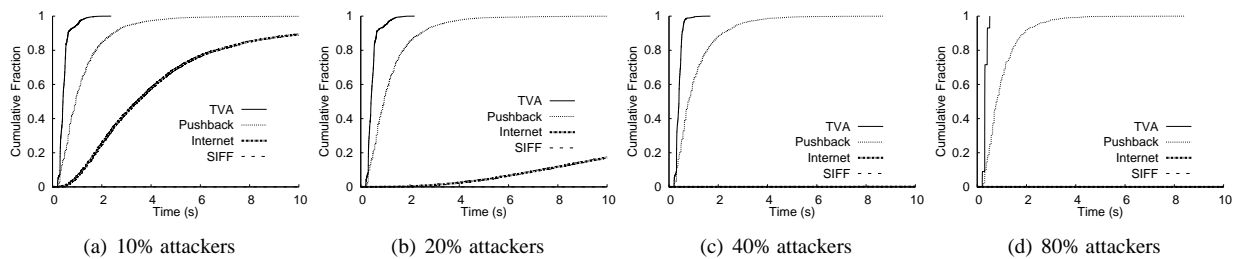 Cumulative Fraction
1
0.8
0.6
0.4
0.2
0
TVA
Pushback
Internet
SIFF
0 2 4 6 8 10
Time (s)
(a) 10% attackers
Cumulative Fraction
1
0.8
0.6
0.4
0.2
0
TVA
Pushback
Internet
SIFF
0 2 4 6 8 10
Time (s)
(b) 20% attackers
Cumulative Fraction
1
0.8
0.6
0.4
0.2
0
TVA
Pushback
Internet
SIFF
0 2 4 6 8 10
Time (s)
(c) 40% attackers
Cumulative Fraction
1
0.8
0.6
0.4
0.2
0
TVA
Pushback
Internet
SIFF
0 2 4 6 8 10
Time (s)
(d) 80% attackers